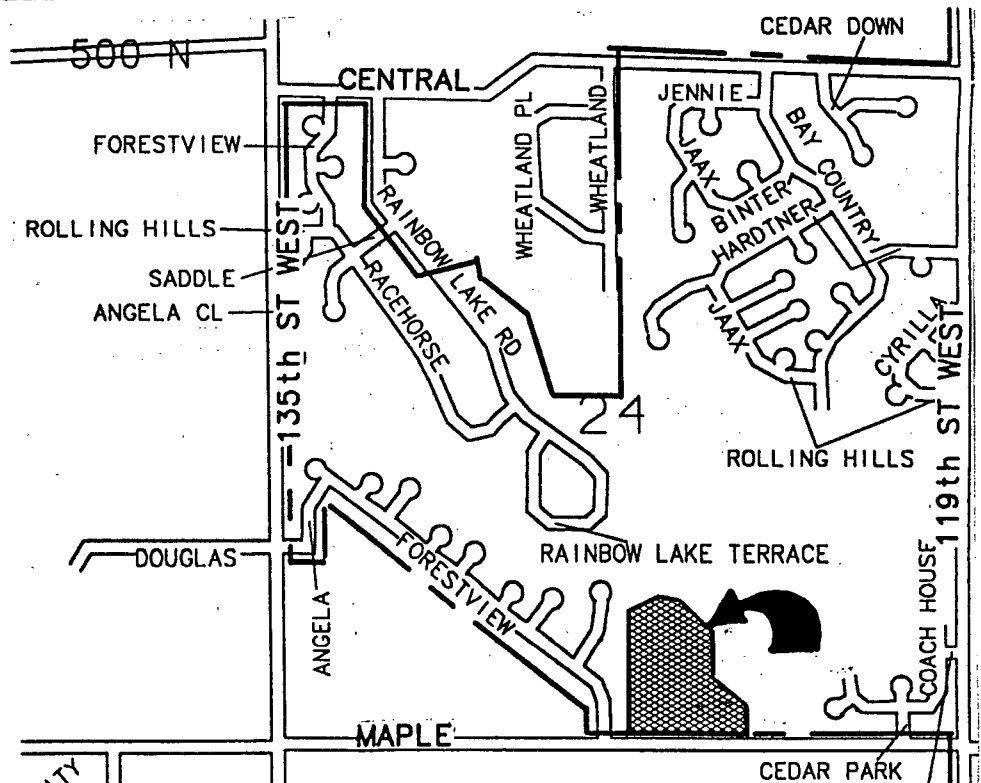 CEDAR DOWN
500 N
CENTRAL
JENNIE
WHEATLAND PL
WHEATLAND
BAY COUNTRY
FORESTVIEW
JAAX
BINTER
HARDTNER
ROLLING HILLS
SADDLE
RAINBOW LAKE RD
ANGELA CL
135th ST WEST
RACEHORSE
JAAX
CYRILLA
24
ROLLING HILLS
119th ST WEST
DOUGLAS
FORESTVIEW
RAINBOW LAKE TERRACE
ANGELA
COACH HOUSE
MAPLE
CEDAR PARK
TY